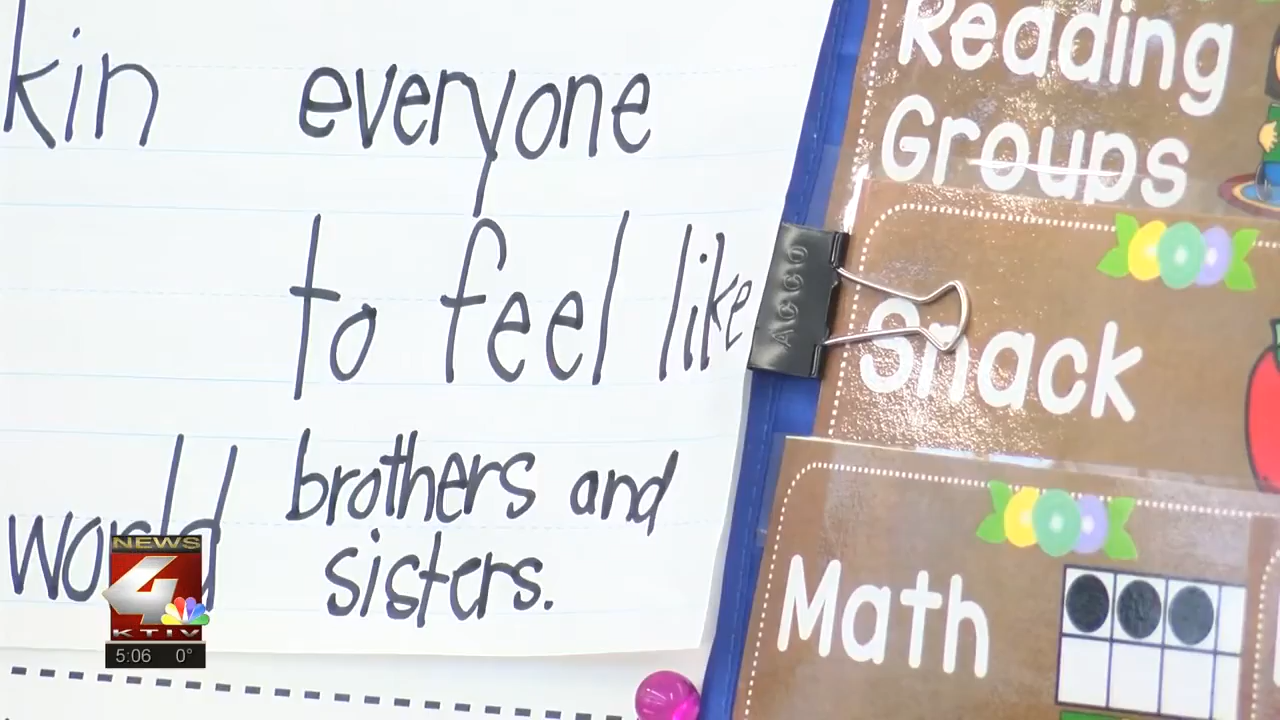 kin everyone
to feel like
world brothers and
sisters.
Reading
Groups
ACCO
Snack
Math
NEWS
4
KTIV
5:06 0°